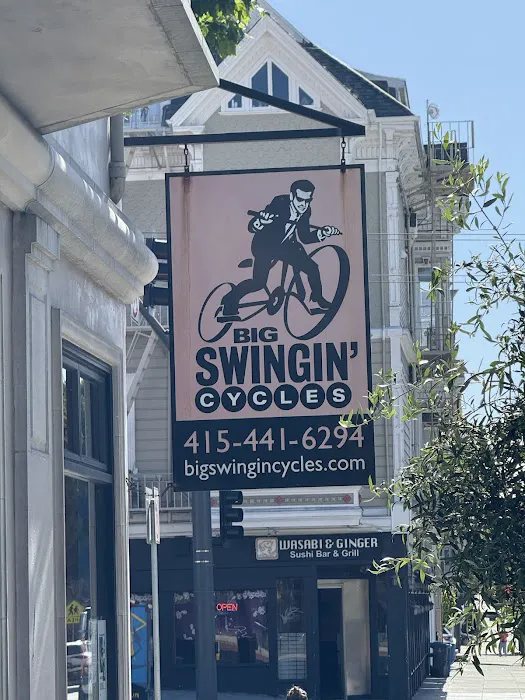 BIG
SWINGIN'
CYCLES
415-441-6294
bigswingincycles.com
WASABI & GINGER
Sushi Bar & Grill
OPEN